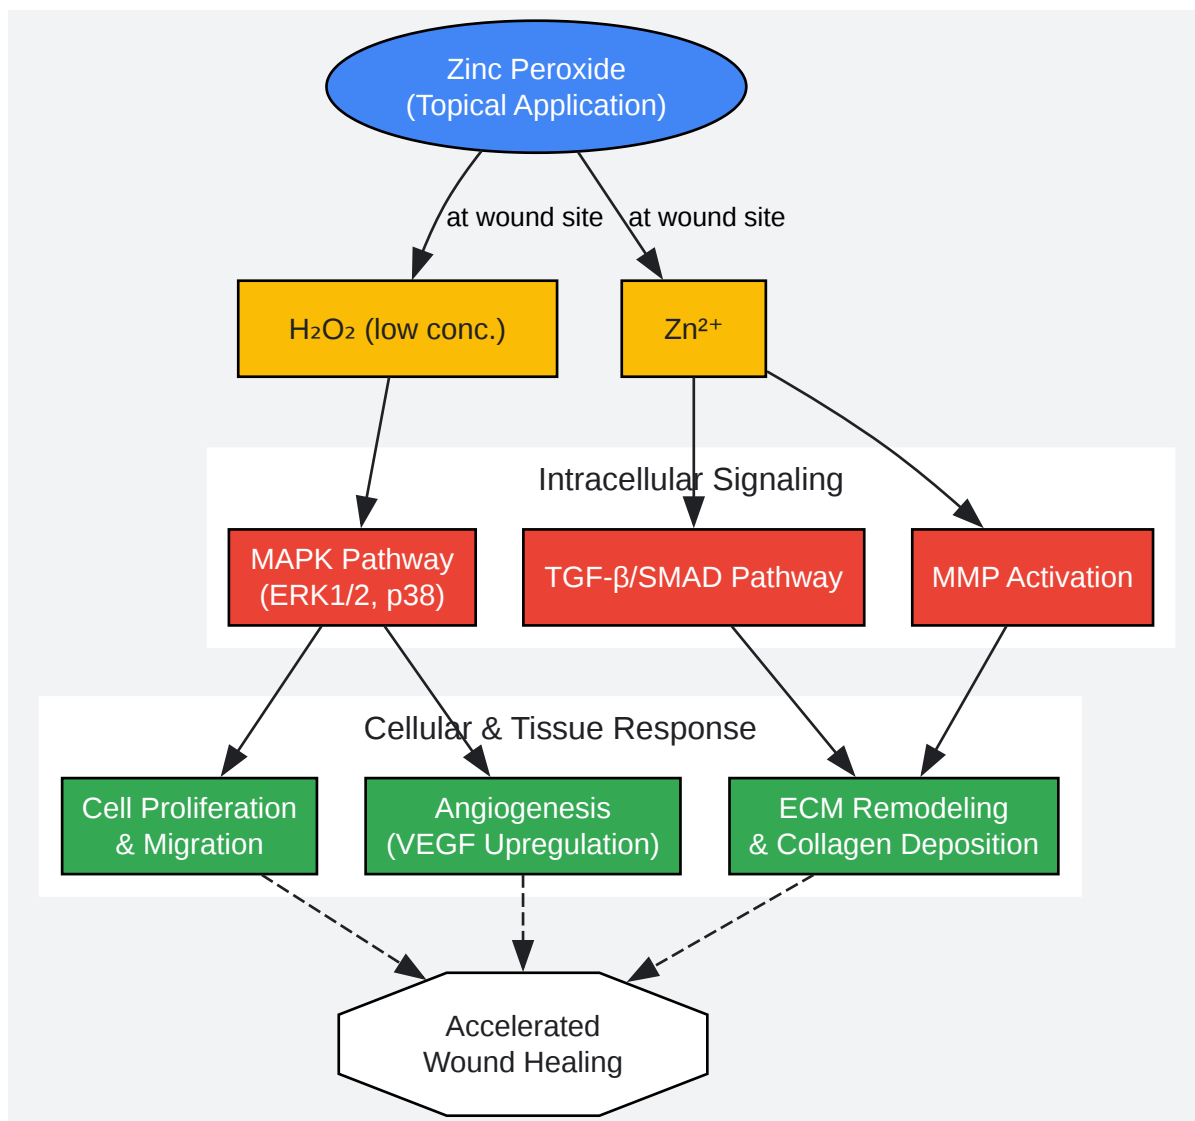 Zinc Peroxide
(Topical Application)
at wound site
at wound site
H₂O₂ (low conc.)
Zn²⁺
Intracellular Signaling
MAPK Pathway
(ERK1/2, p38)
TGF-β/SMAD Pathway
MMP Activation
Cellular & Tissue Response
Cell Proliferation
& Migration
Angiogenesis
(VEGF Upregulation)
ECM Remodeling
& Collagen Deposition
Accelerated
Wound Healing